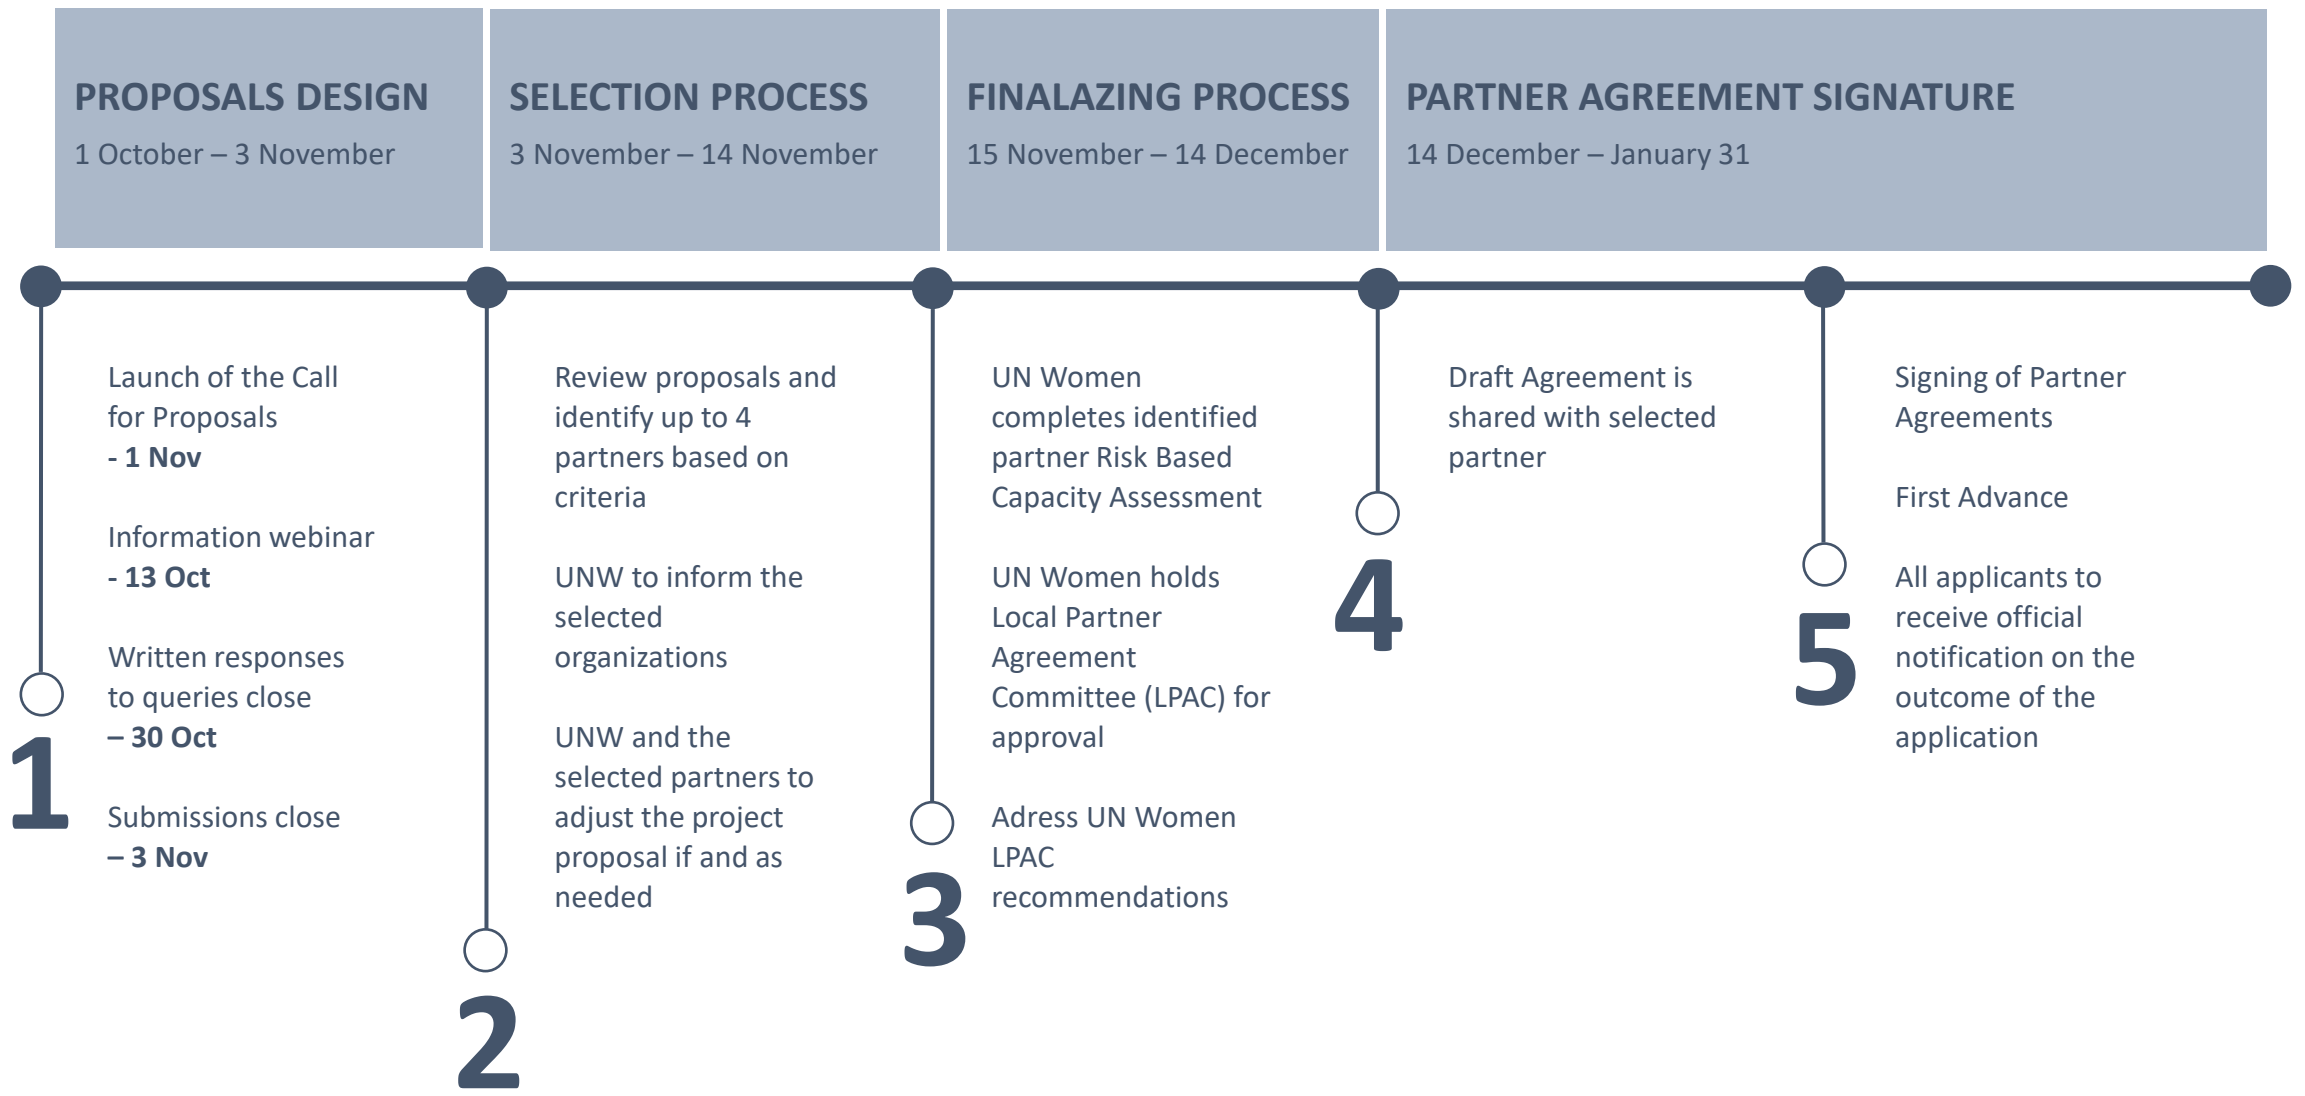 PROPOSALS DESIGN
1 October – 3 November
SELECTION PROCESS
3 November – 14 November
FINALAZING PROCESS
15 November – 14 December
PARTNER AGREEMENT SIGNATURE
14 December – January 31
1
Launch of the Call
for Proposals
- 1 Nov
Information webinar
- 13 Oct
Written responses
to queries close
– 30 Oct
Submissions close
– 3 Nov
2
Review proposals and
identify up to 4
partners based on
criteria
UNW to inform the
selected
organizations
UNW and the
selected partners to
adjust the project
proposal if and as
needed
3
UN Women
completes identified
partner Risk Based
Capacity Assessment
UN Women holds
Local Partner
Agreement
Committee (LPAC) for
approval
Adress UN Women
LPAC
recommendations
4
Draft Agreement is
shared with selected
partner
5
Signing of Partner
Agreements
First Advance
All applicants to
receive official
notification on the
outcome of the
application